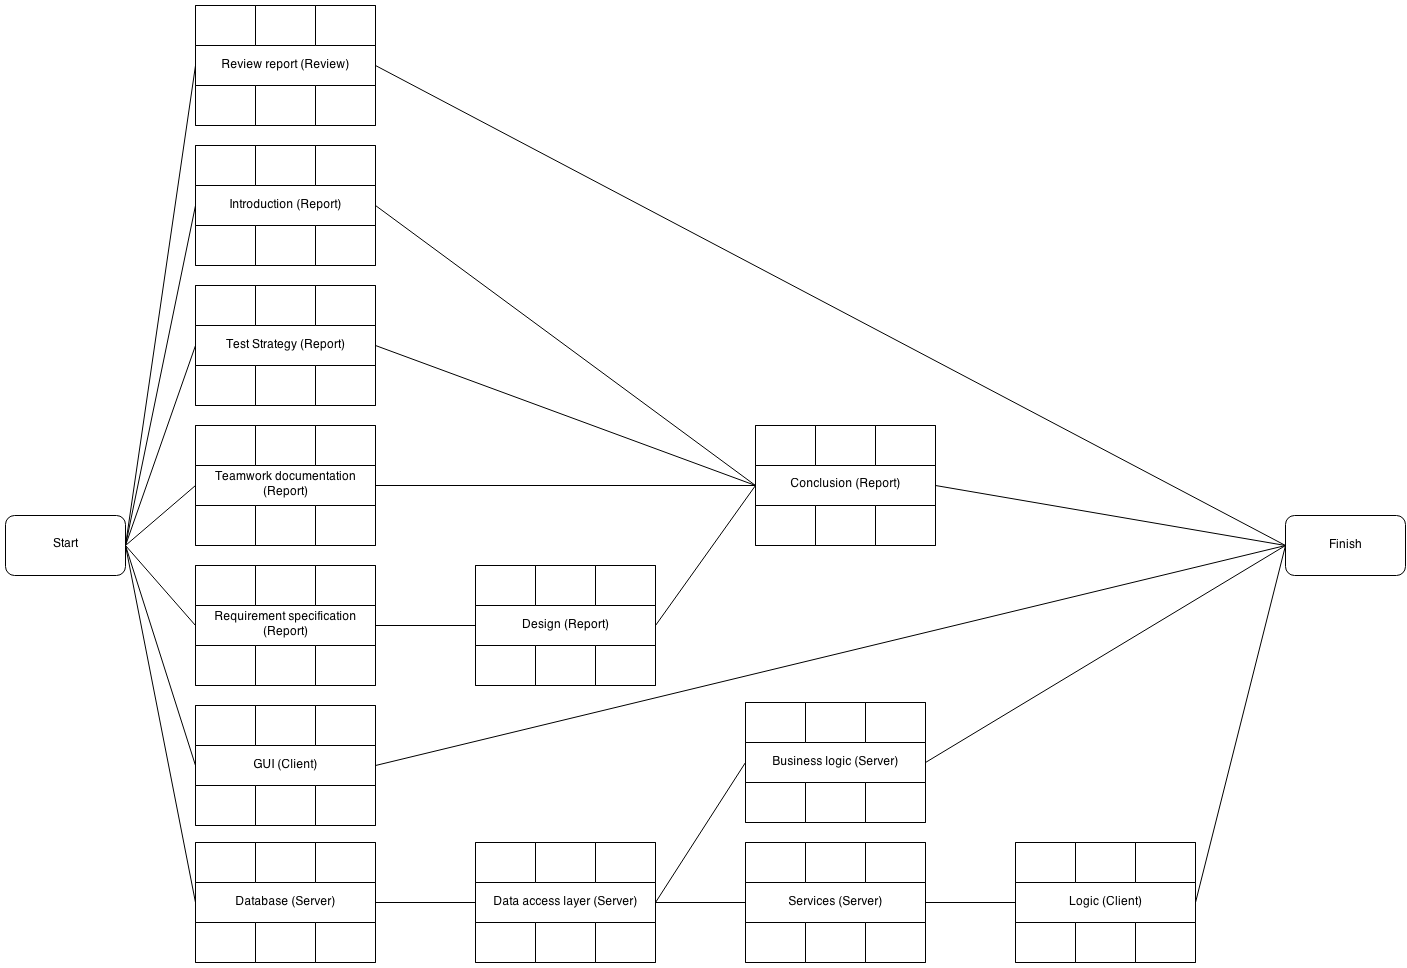 Review report (Review)
Introduction (Report)
Test Strategy (Report)
Teamwork documentation
(Report)
Conclusion (Report)
Start
Finish
Requirement specification
(Report)
Design (Report)
GUI (Client)
Business logic (Server)
Database (Server)
Data access layer (Server)
Services (Server)
Logic (Client)